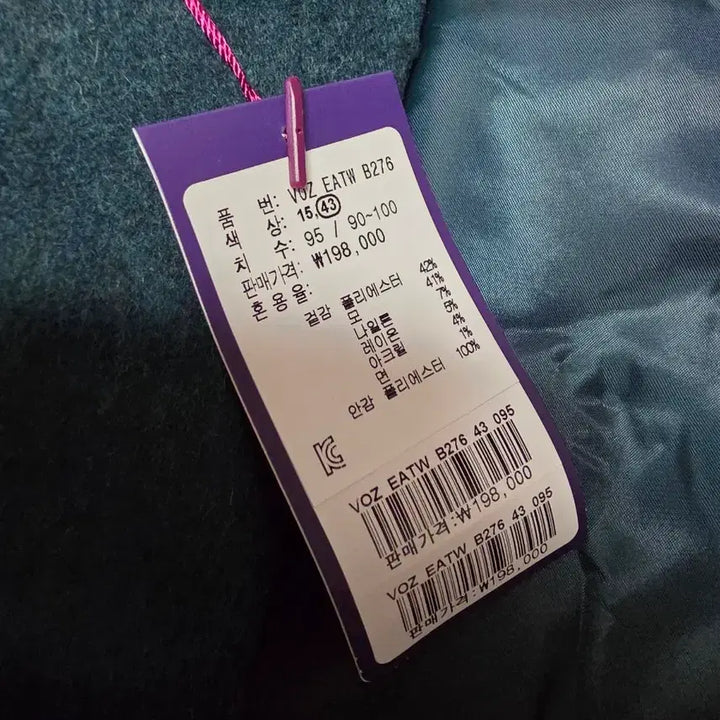 품 번: VOZ EATW B276
색 상: 15,43
치 수: 95 / 90~100
판매가격: ₩198,000
혼 용 율:
겉감 폴리에스터 42%
모 41%
나일론 7%
레이온 5%
아크릴 4%
면 1%
안감 폴리에스터 100%
KC
VOZ EATW B276 43 095
판매가격:₩198,000
VOZ EATW B276 43 095
판매가격:₩198,000